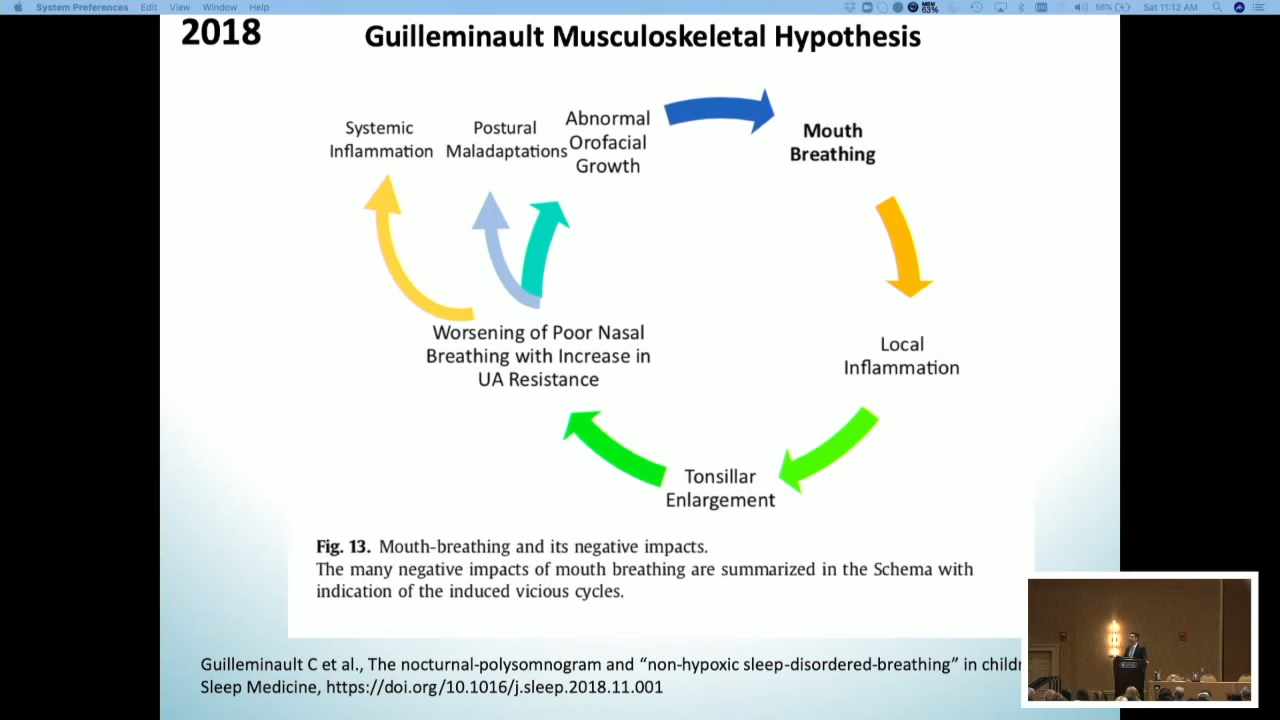 System Preferences Edit View Window Help
MEM 63% 56% Sat 11:12 AM
2018
Guilleminault Musculoskeletal Hypothesis
Systemic
Inflammation
Postural
Maladaptations
Abnormal
Orofacial
Growth
Mouth
Breathing
Local
Inflammation
Tonsillar
Enlargement
Worsening of Poor Nasal
Breathing with Increase in
UA Resistance
Fig. 13. Mouth-breathing and its negative impacts.
The many negative impacts of mouth breathing are summarized in the Schema with
indication of the induced vicious cycles.
Guilleminault C et al., The nocturnal-polysomnogram and “non-hypoxic sleep-disordered-breathing” in childr
Sleep Medicine, https://doi.org/10.1016/j.sleep.2018.11.001